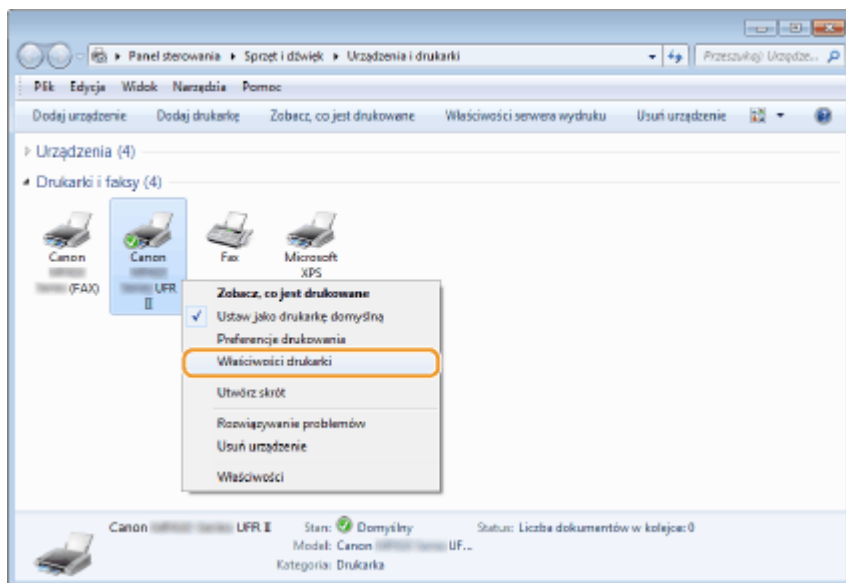 Panel sterowania ▸ Sprzęt i dźwięk ▸ Urządzenia i drukarki
Przeszukaj: Urządze...
Plik Edycja Widok Narzędzia Pomoc
Dodaj urządzenie Dodaj drukarkę Zobacz, co jest drukowane Właściwości serwera wydruku Usuń urządzenie
Urządzenia (4)
Drukarki i faksy (4)
Canon
(FAX)
Canon
UFR
II
Fax
Microsoft
XPS
Zobacz, co jest drukowane
Ustaw jako drukarkę domyślną
Preferencje drukowania
Właściwości drukarki
Utwórz skrót
Rozwiązywanie problemów
Usuń urządzenie
Właściwości
Canon UFR II Stan: Domyślny Status: Liczba dokumentów w kolejce: 0
Model: Canon UF...
Kategoria: Drukarka